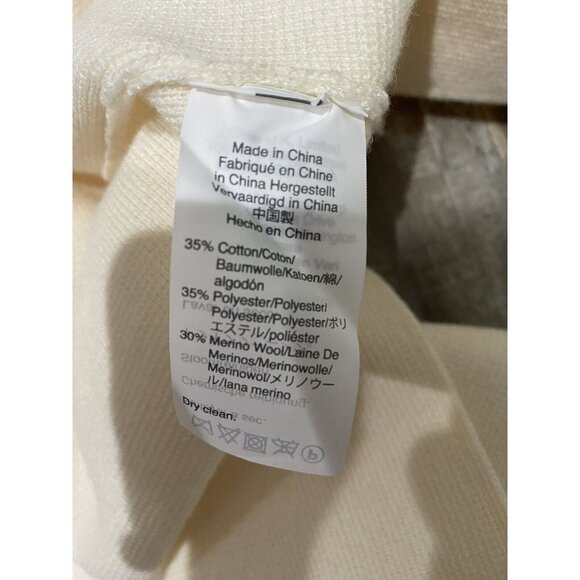 Made in China
Fabriqué en Chine
in China Hergestellt
Vervaardigd in China
中国製
Hecho en China
35% Cotton/Coton/
Baumwolle/Katoen/綿/
algodón
35% Polyester/Polyester/
Polyester/Polyester/ポリ
エステル/poliéster
30% Merino Wool/Laine De
Merinos/Merinowolle/
Merinowol/メリノウー
ル/lana merino
Dry clean.
Chemische reinigung.
P